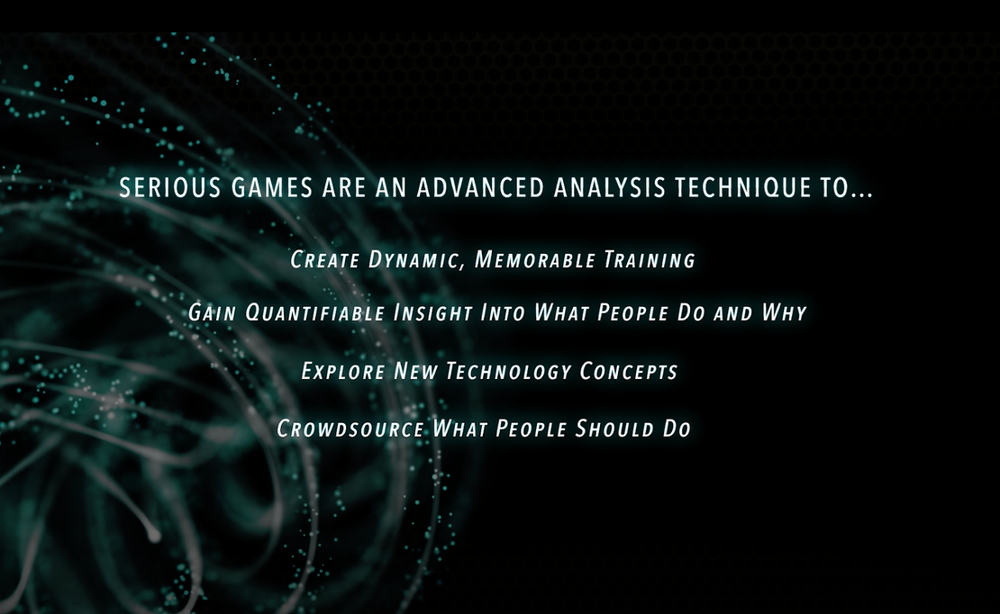 SERIOUS GAMES ARE AN ADVANCED ANALYSIS TECHNIQUE TO...
CREATE DYNAMIC, MEMORABLE TRAINING
GAIN QUANTIFIABLE INSIGHT INTO WHAT PEOPLE DO AND WHY
EXPLORE NEW TECHNOLOGY CONCEPTS
CROWDSOURCE WHAT PEOPLE SHOULD DO